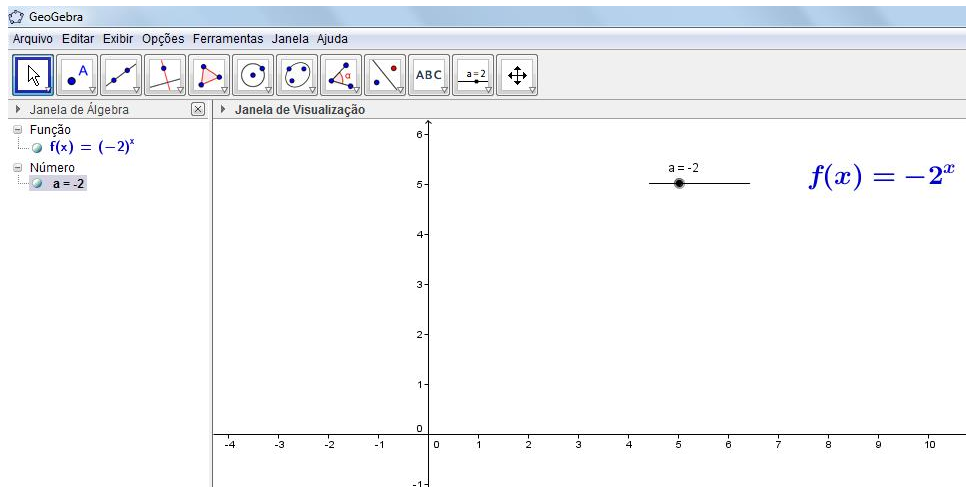 GeoGebra
Arquivo Editar Exibir Opções Ferramentas Janela Ajuda
A α ABC a=2
Janela de Álgebra
Janela de Visualização
Função
f(x) = (−2)ˣ
Número
a = -2
a = -2
f(x) = −2ˣ
6
5
4
3
2
1
0
-4 -3 -2 -1 0 1 2 3 4 5 6 7 8 9 10
-1